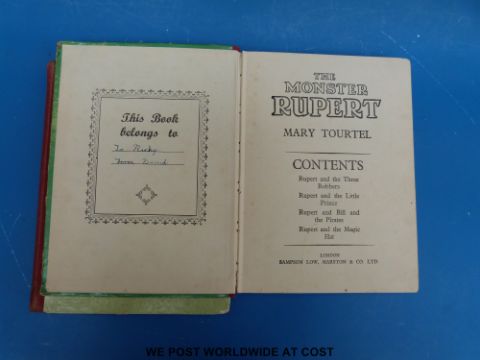 This Book
belongs to
To Ricky
From David
THE
MONSTER
RUPERT
MARY TOURTEL
CONTENTS
Rupert and the Three
Robbers
Rupert and the Little
Prince
Rupert and Bill and
the Pirates
Rupert and the Magic
Hat
LONDON
SAMPSON LOW, MARSTON & CO. LTD.
WE POST WORLDWIDE AT COST